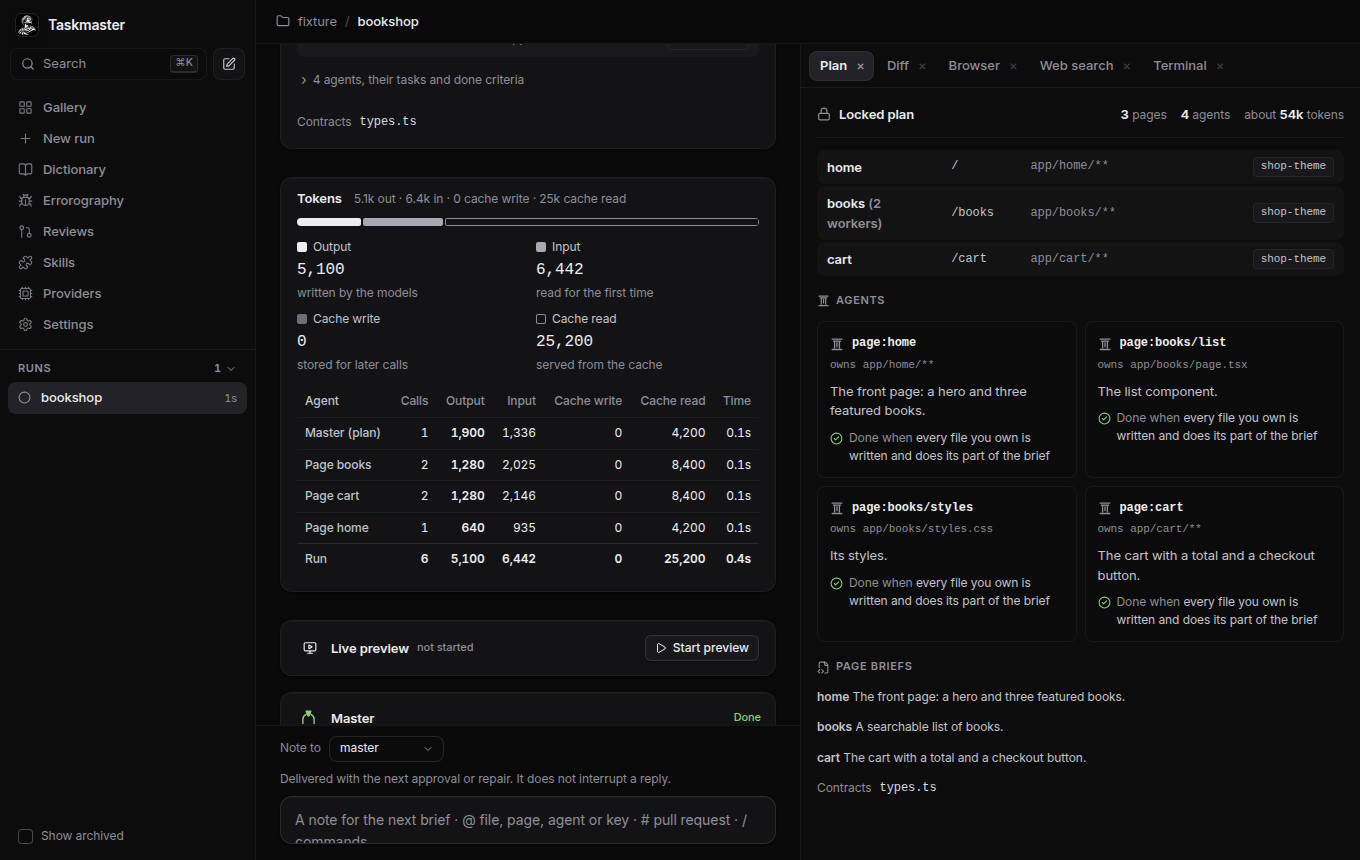 Taskmaster
Search ⌘K
Gallery
New run
Dictionary
Errorography
Reviews
Skills
Providers
Settings
RUNS 1
bookshop 1s
Show archived
fixture / bookshop
4 agents, their tasks and done criteria
Contracts types.ts
Tokens 5.1k out · 6.4k in · 0 cache write · 25k cache read
Output Input
5,100 6,442
written by the models read for the first time
Cache write Cache read
0 25,200
stored for later calls served from the cache
Agent Calls Output Input Cache write Cache read Time
Master (plan) 1 1,900 1,336 0 4,200 0.1s
Page books 2 1,280 2,025 0 8,400 0.1s
Page cart 2 1,280 2,146 0 8,400 0.1s
Page home 1 640 935 0 4,200 0.1s
Run 6 5,100 6,442 0 25,200 0.4s
Live preview not started Start preview
Master Done
Note to master
Delivered with the next approval or repair. It does not interrupt a reply.
A note for the next brief · @ file, page, agent or key · # pull request · /
commands
Plan × Diff × Browser × Web search × Terminal ×
Locked plan 3 pages 4 agents about 54k tokens
home / app/home/** shop-theme
books (2
workers) /books app/books/** shop-theme
cart /cart app/cart/** shop-theme
AGENTS
page:home
owns app/home/**
The front page: a hero and three
featured books.
Done when every file you own is
written and does its part of the brief
page:books/list
owns app/books/page.tsx
The list component.
Done when every file you own is
written and does its part of the brief
page:books/styles
owns app/books/styles.css
Its styles.
Done when every file you own is
written and does its part of the brief
page:cart
owns app/cart/**
The cart with a total and a checkout
button.
Done when every file you own is
written and does its part of the brief
PAGE BRIEFS
home The front page: a hero and three featured books.
books A searchable list of books.
cart The cart with a total and a checkout button.
Contracts types.ts